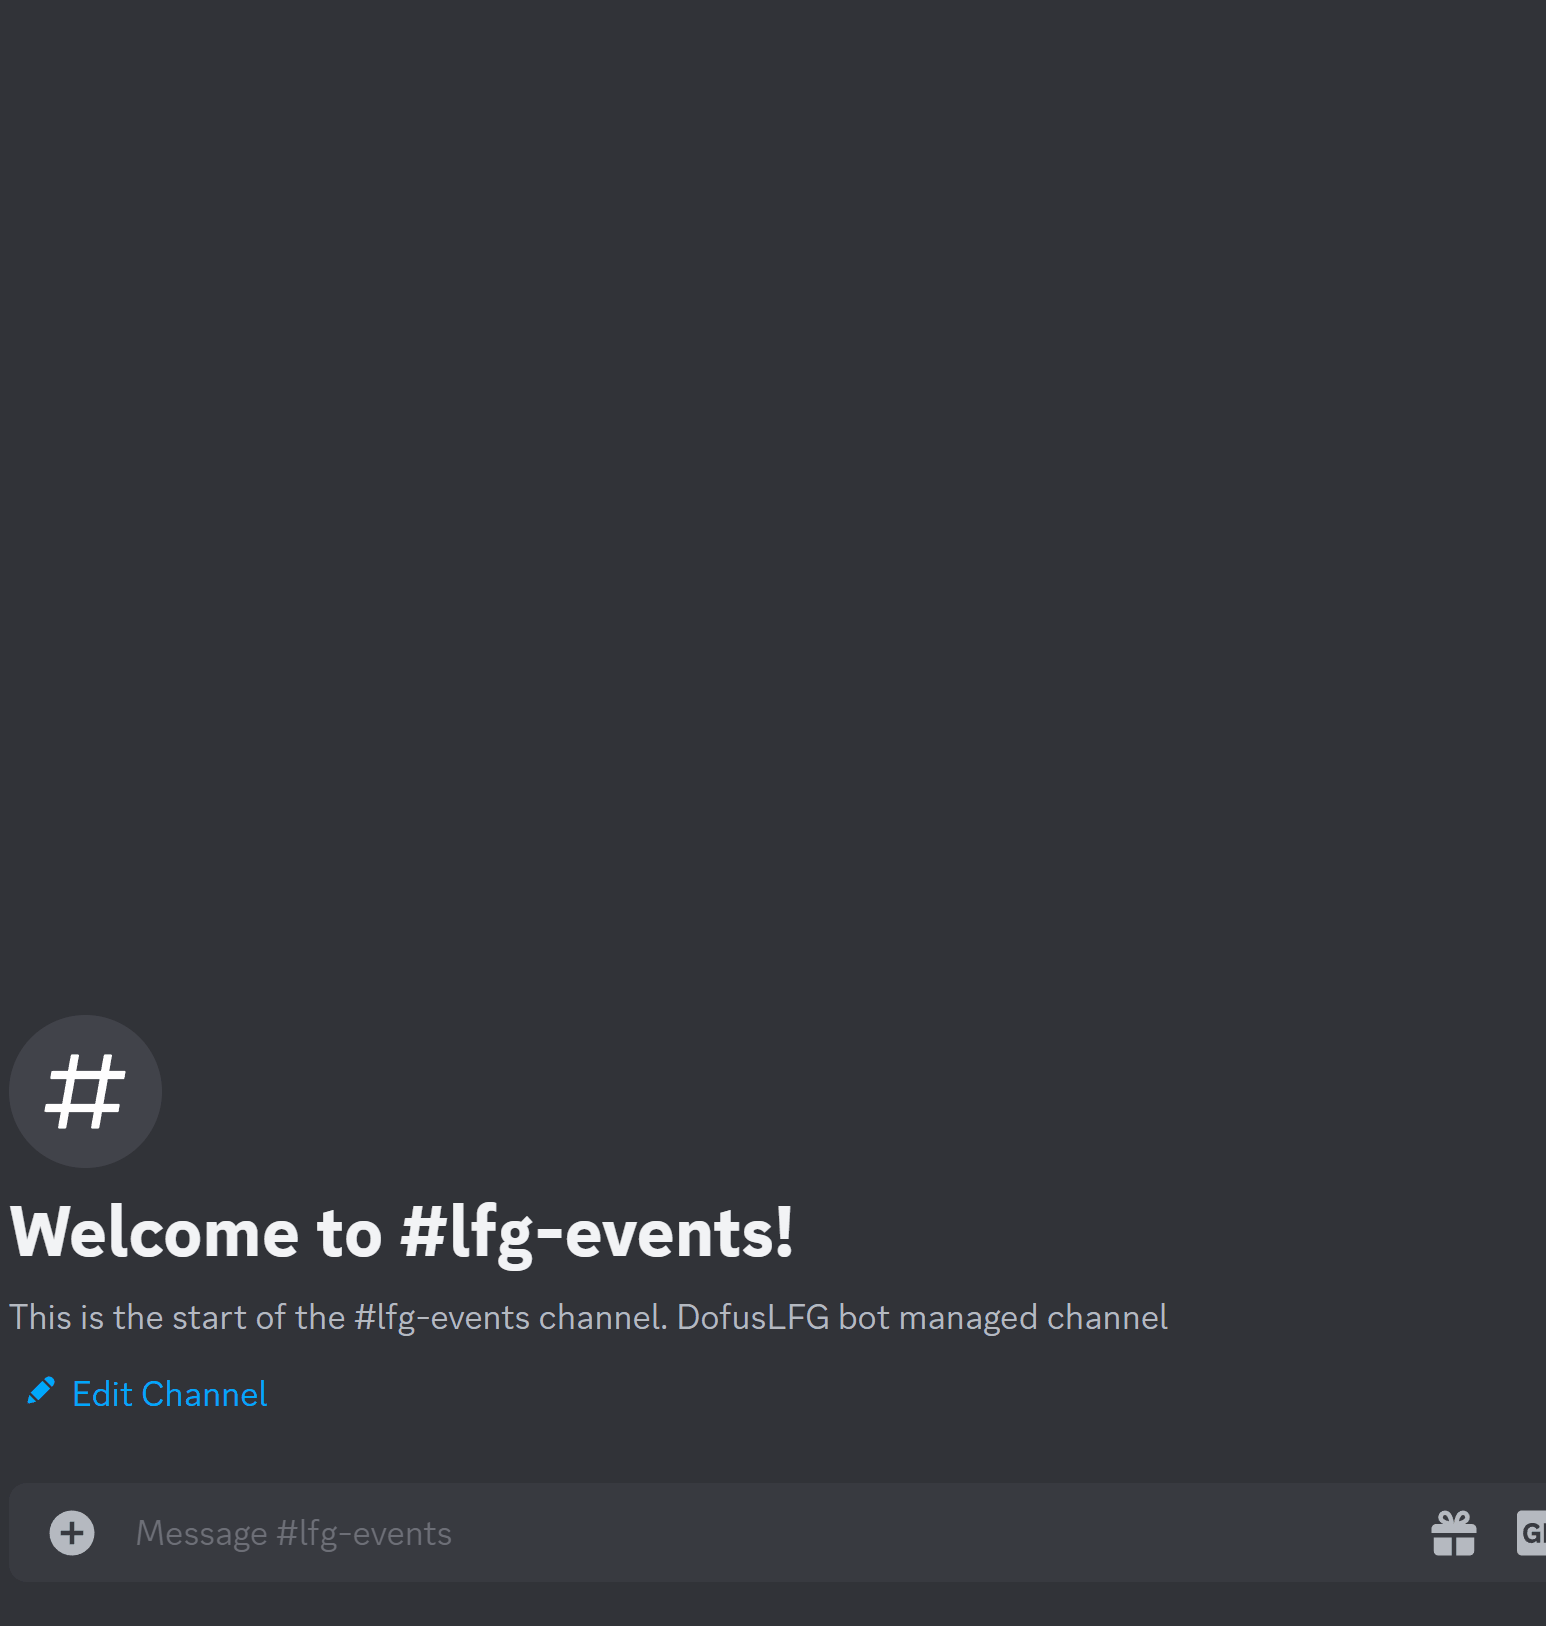 Welcome to #lfg-events!
This is the start of the #lfg-events channel. DofusLFG bot managed channel
Edit Channel
Message #lfg-events